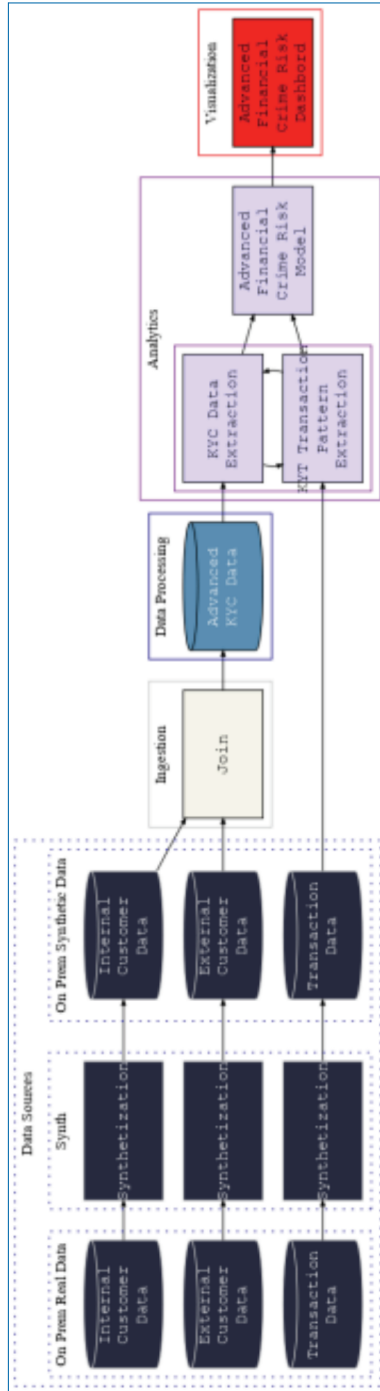 Data Sources
On Prem Real Data
Internal
Customer
Data
External
Customer
Data
Transaction
Data
Synth
Synthetization
Synthetization
Synthetization
On Prem Synthetic Data
Internal
Customer
Data
External
Customer
Data
Transaction
Data
Ingestion
Join
Data Processing
Advanced
KYC Data
Analytics
KYC Data
Extraction
KYT Transaction
Pattern
Extraction
Advanced
Financial
Crime Risk
Model
Visualization
Advanced
Financial
Crime Risk
Dashbord